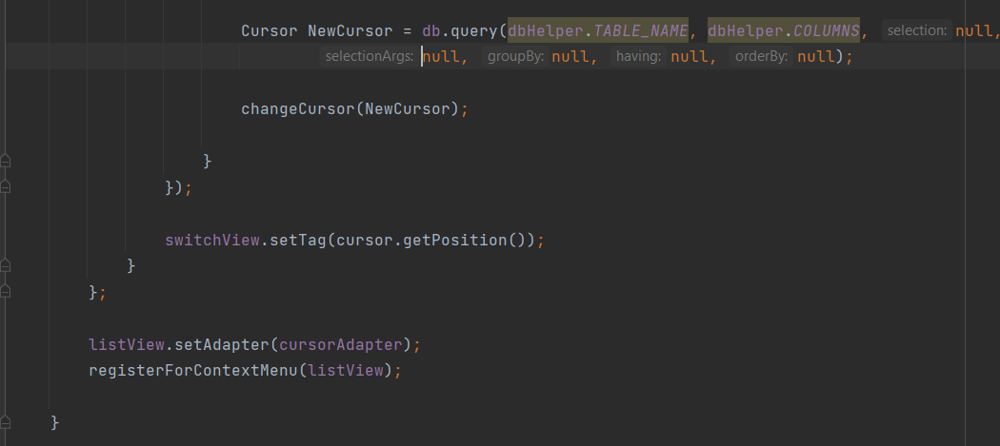 Cursor NewCursor = db.query(dbHelper.TABLE_NAME, dbHelper.COLUMNS, selection: null,
selectionArgs: null, groupBy: null, having: null, orderBy: null);
changeCursor(NewCursor);
}
});
switchView.setTag(cursor.getPosition());
}
};
listView.setAdapter(cursorAdapter);
registerForContextMenu(listView);
}